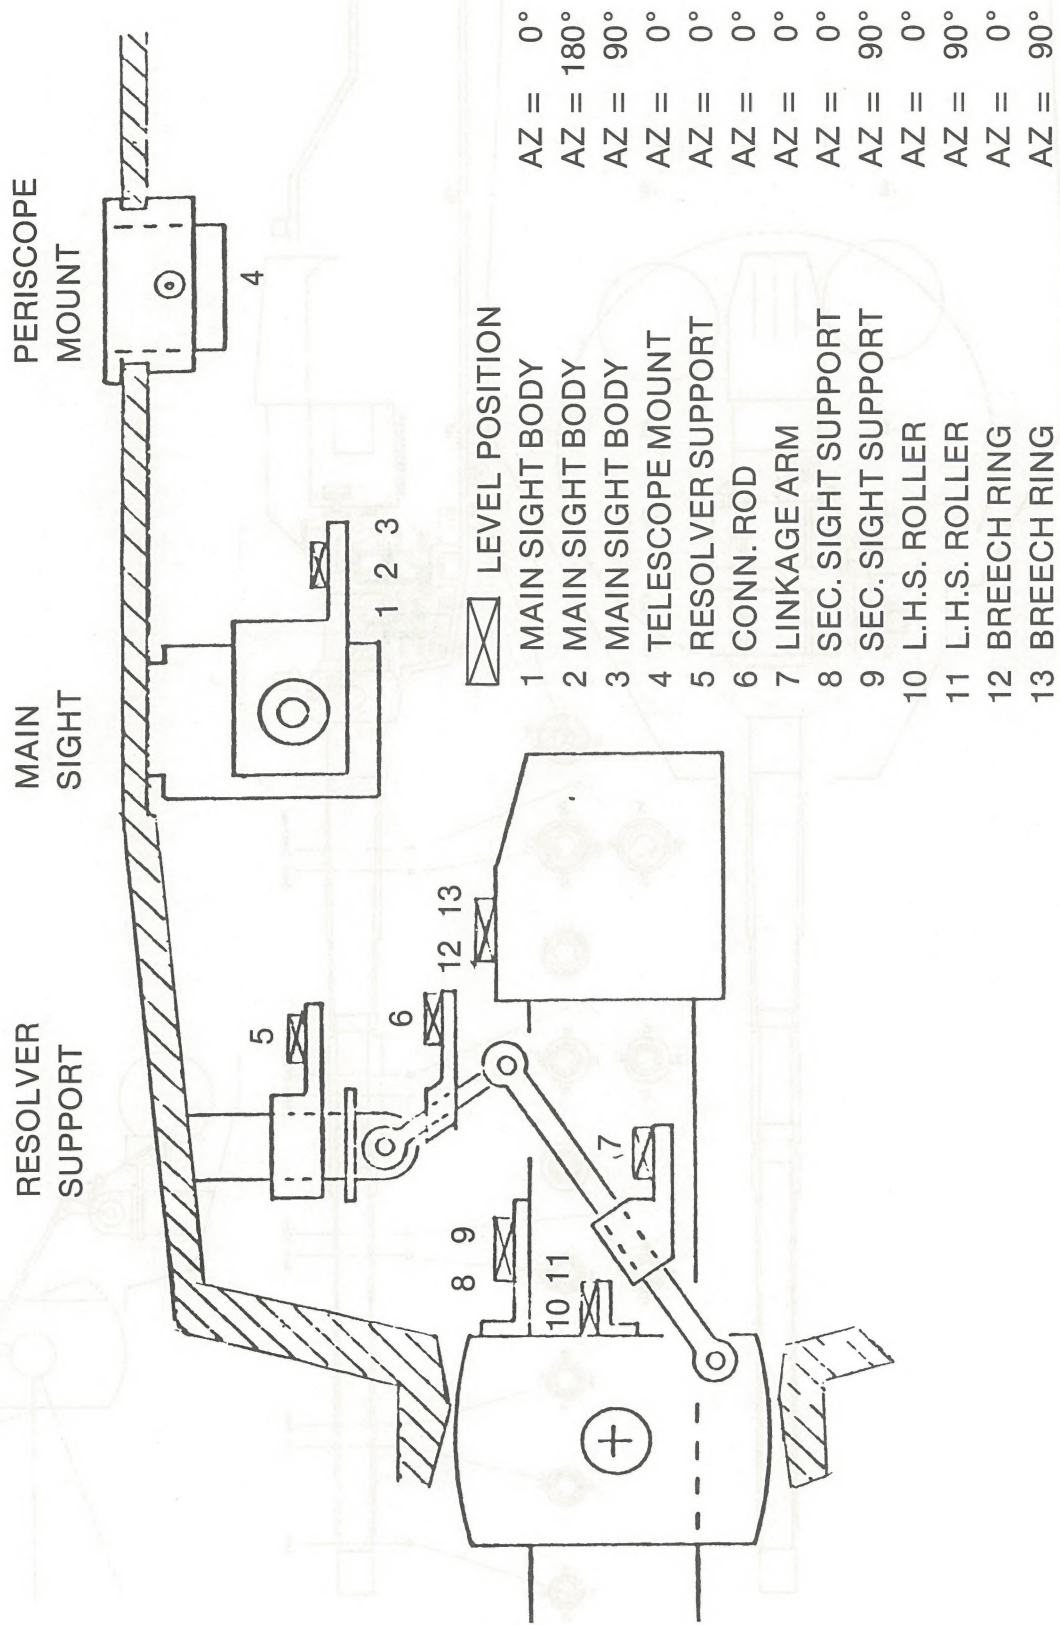 RESOLVER
SUPPORT
MAIN
SIGHT
PERISCOPE
MOUNT
4
5
6
1 2 3
12 13
8 9
10 11
7
LEVEL POSITION
1 MAIN SIGHT BODY AZ = 0°
2 MAIN SIGHT BODY AZ = 180°
3 MAIN SIGHT BODY AZ = 90°
4 TELESCOPE MOUNT AZ = 0°
5 RESOLVER SUPPORT AZ = 0°
6 CONN. ROD AZ = 0°
7 LINKAGE ARM AZ = 0°
8 SEC. SIGHT SUPPORT AZ = 0°
9 SEC. SIGHT SUPPORT AZ = 90°
10 L.H.S. ROLLER AZ = 0°
11 L.H.S. ROLLER AZ = 90°
12 BREECH RING AZ = 0°
13 BREECH RING AZ = 90°